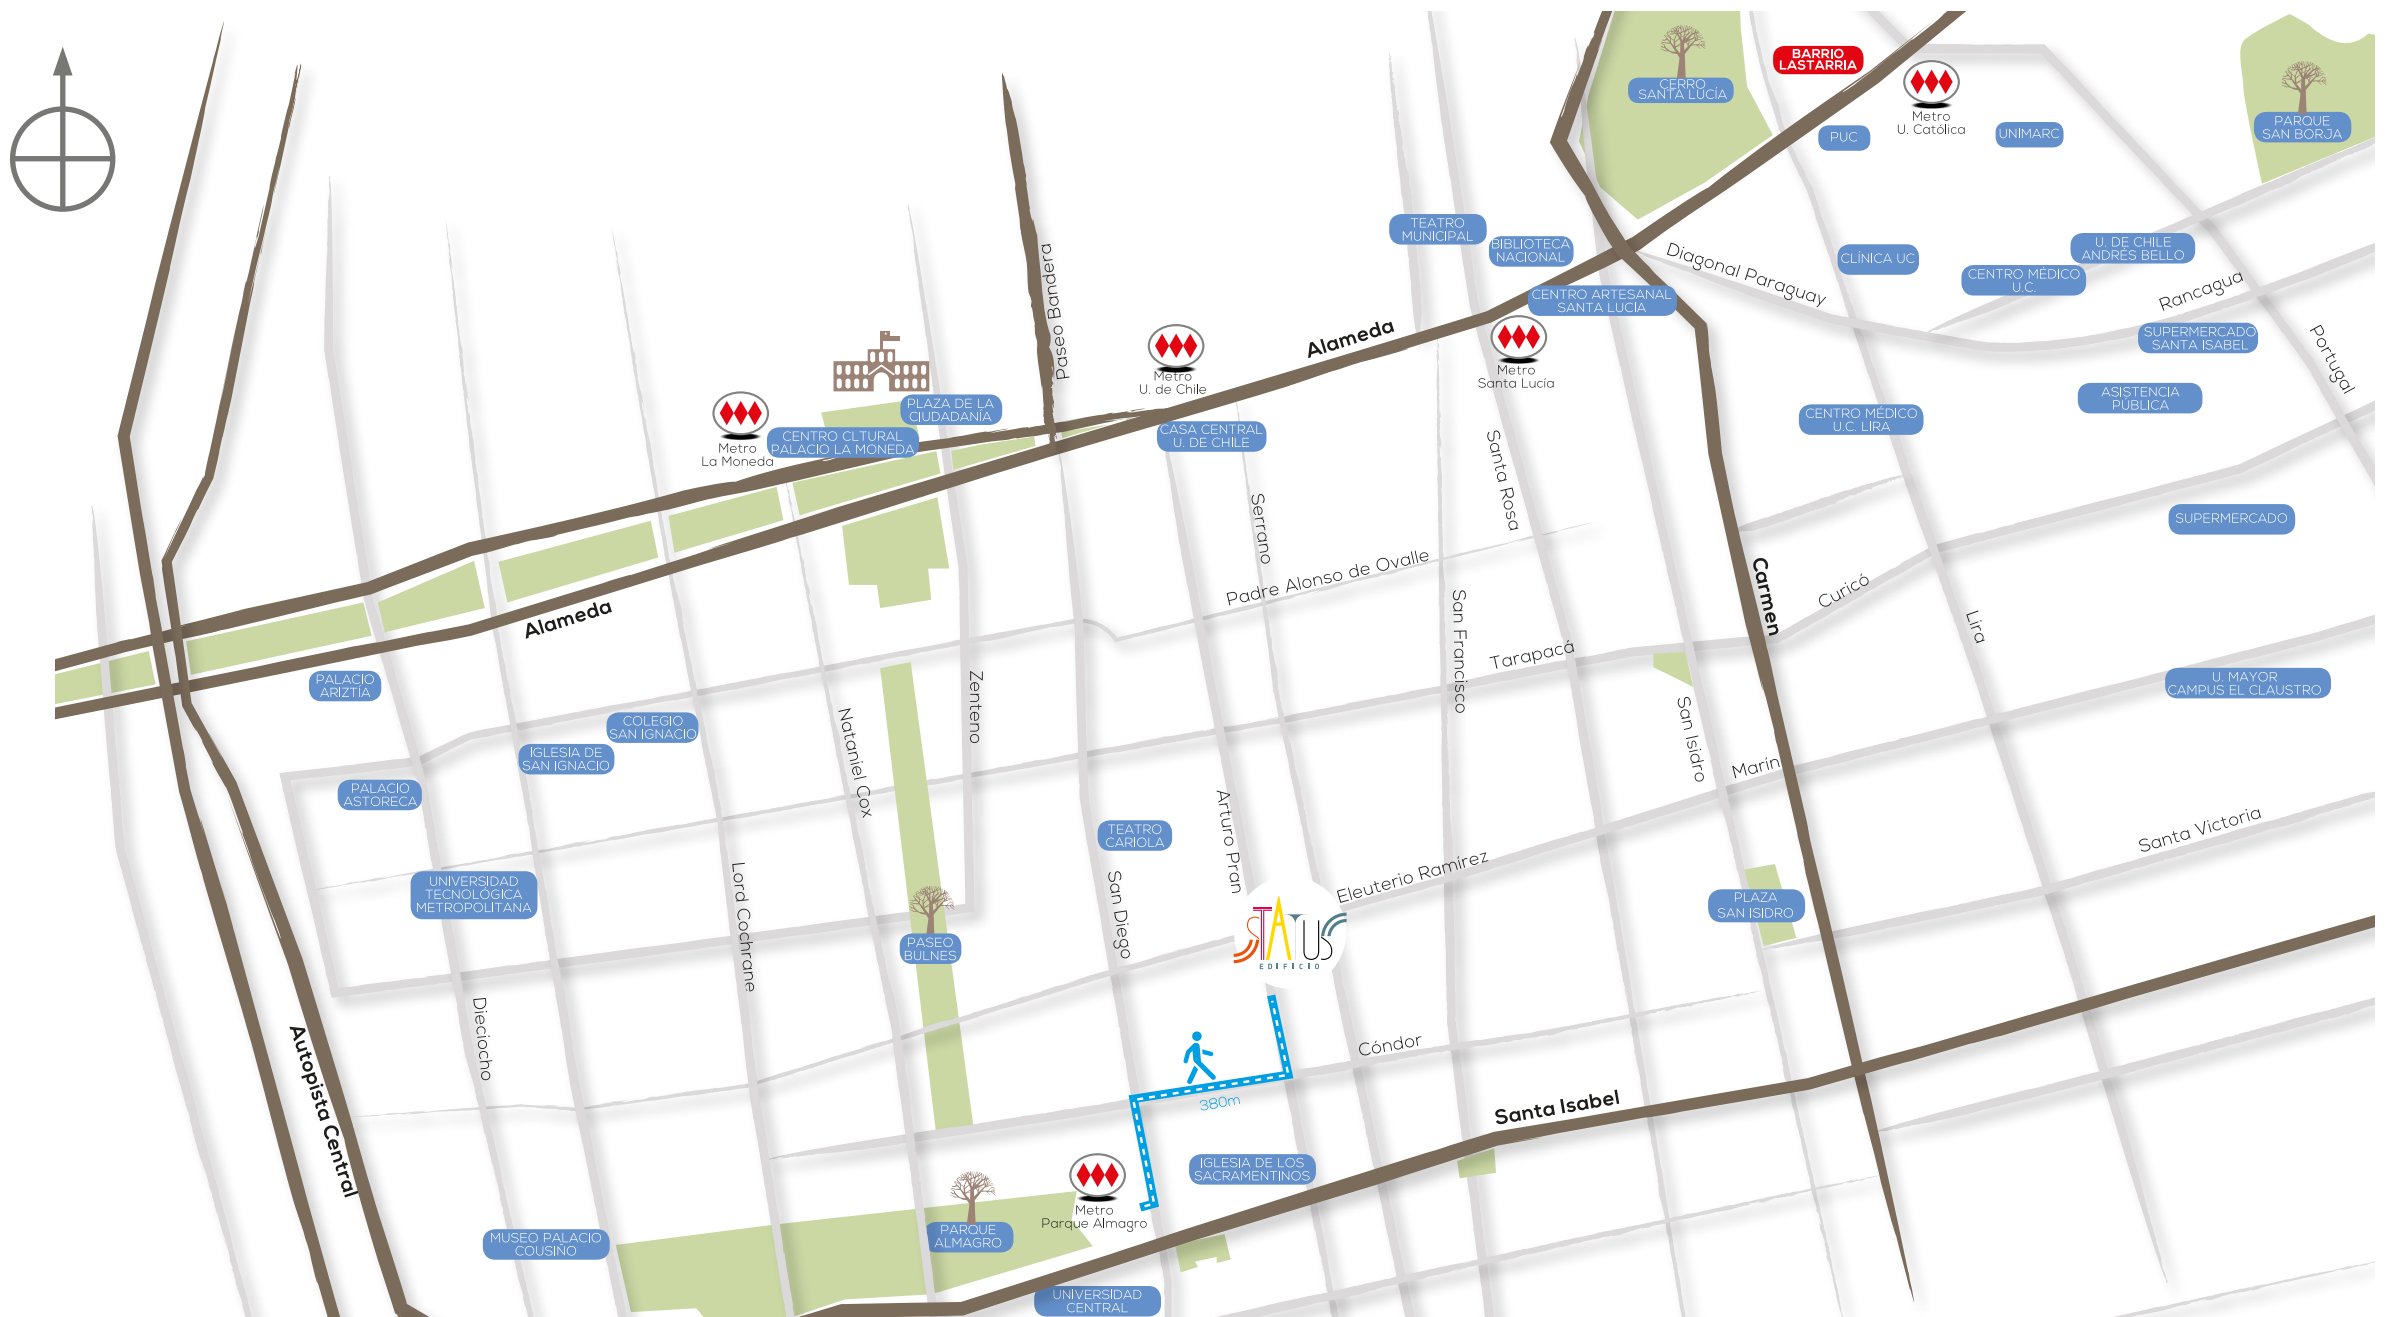 BARRIO
LASTARRIA
CERRO
SANTA LUCÍA
Metro
U. Católica
PUC
UNIMARC
PARQUE
SAN BORJA
TEATRO
MUNICIPAL
BIBLIOTECA
NACIONAL
Diagonal Paraguay
CLÍNICA UC
U. DE CHILE
ANDRÉS BELLO
CENTRO MÉDICO
U.C.
Rancagua
CENTRO ARTESANAL
SANTA LUCÍA
Paseo Bandera
Alameda
Metro
Santa Lucía
SUPERMERCADO
SANTA ISABEL
Portugal
Metro
U. de Chile
PLAZA DE LA
CIUDADANÍA
CENTRO CLTURAL
PALACIO LA MONEDA
Metro
La Moneda
CASA CENTRAL
U. DE CHILE
CENTRO MÉDICO
U.C. LIRA
ASISTENCIA
PÚBLICA
Santa Rosa
Serrano
SUPERMERCADO
Padre Alonso de Ovalle
Alameda
San Francisco
Carmen
Curicó
Lira
Tarapacá
PALACIO
ARIZTÍA
Zenteno
U. MAYOR
CAMPUS EL CLAUSTRO
COLEGIO
SAN IGNACIO
IGLESIA DE
SAN IGNACIO
Nataniel Cox
San Isidro
Marín
PALACIO
ASTORECA
Arturo Pran
TEATRO
CARIOLA
Santa Victoria
UNIVERSIDAD
TECNOLÓGICA
METROPOLITANA
Lord Cochrane
San Diego
Eleuterio Ramírez
PLAZA
SAN ISIDRO
STATUS
EDIFICIO
PASEO
BULNES
Dieciocho
Autopista Central
Cóndor
380m
Santa Isabel
IGLESIA DE LOS
SACRAMENTINOS
Metro
Parque Almagro
PARQUE
ALMAGRO
MUSEO PALACIO
COUSIÑO
UNIVERSIDAD
CENTRAL